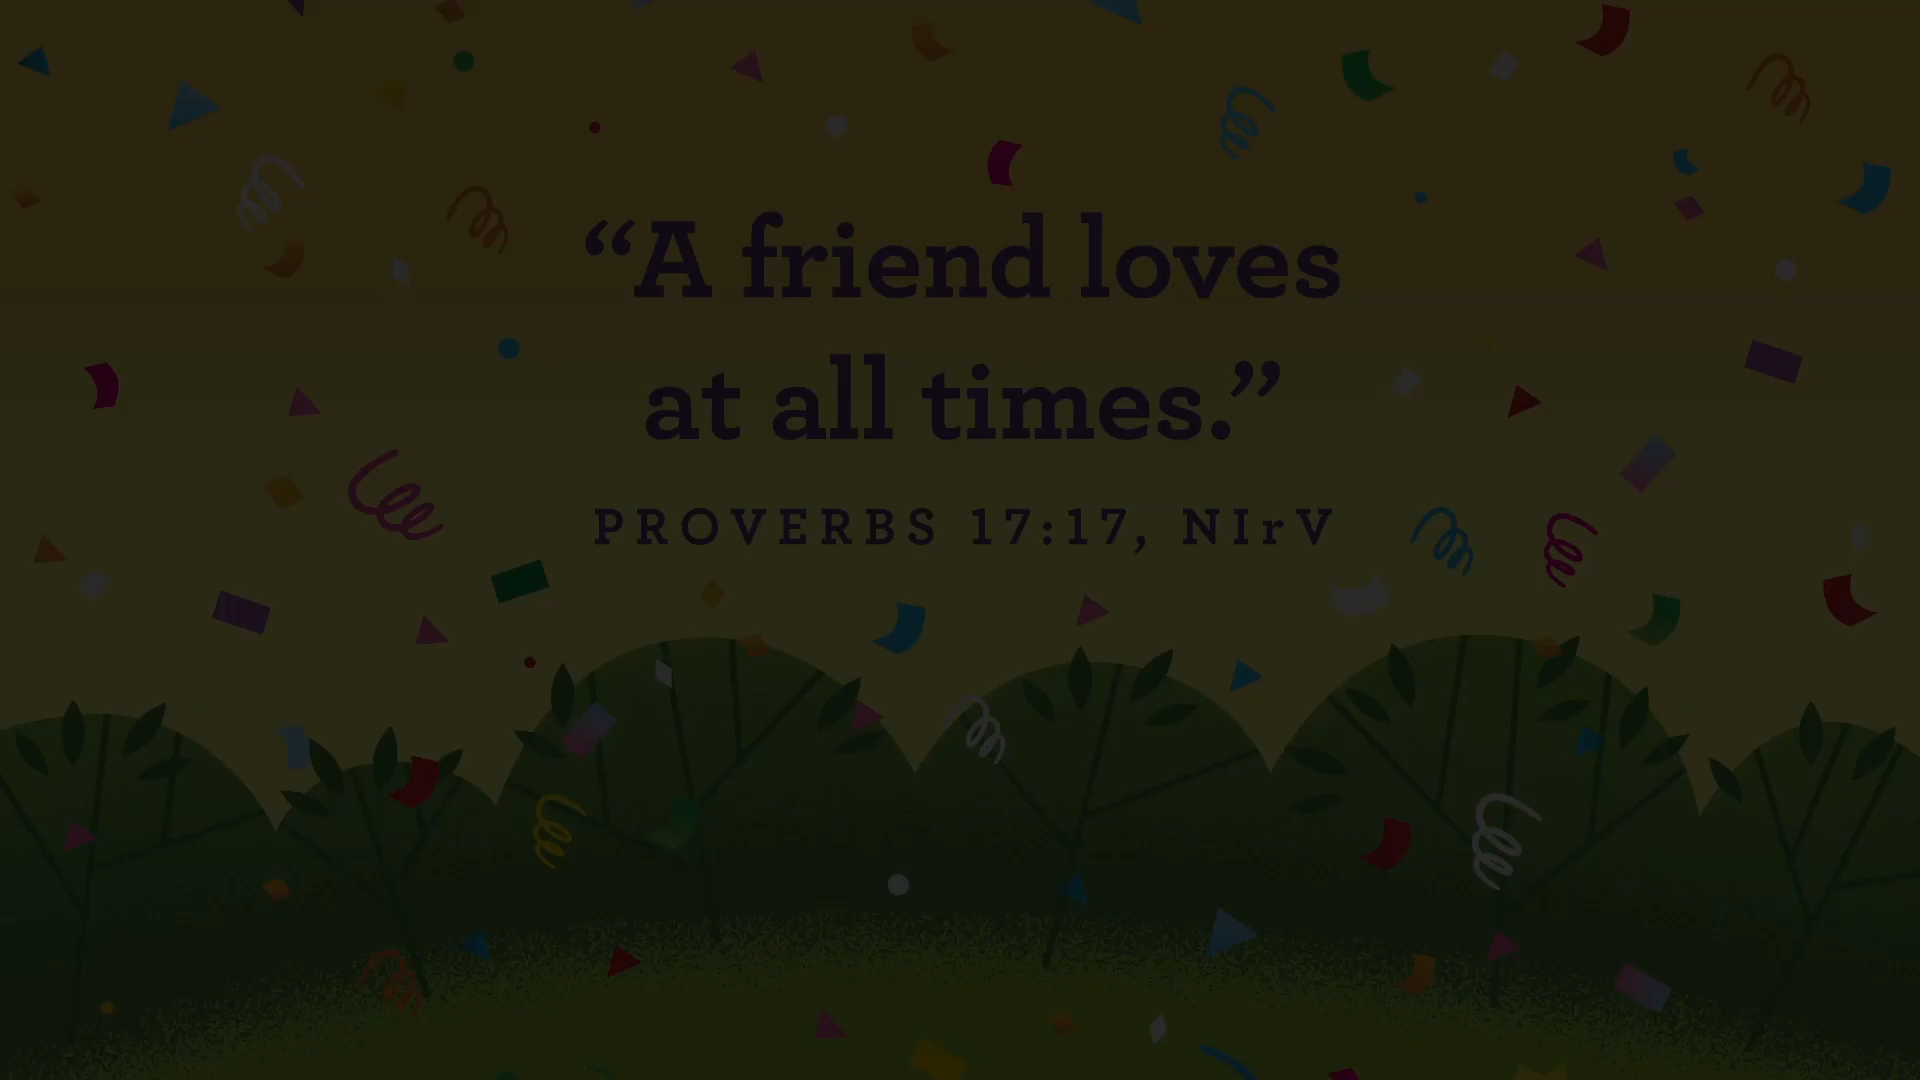 “A friend loves
at all times.”
PROVERBS 17:17, NIrV